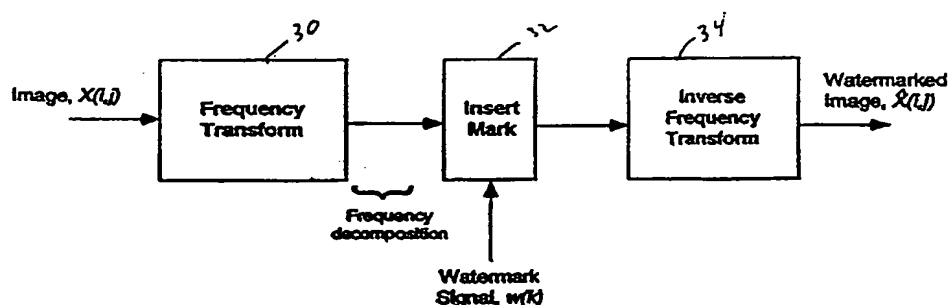 30
32
34
Image, X(i,j)
Frequency
Transform
Insert
Mark
Inverse
Frequency
Transform
Watermarked
Image, X̂(i,j)
Frequency
decomposition
Watermark
Signal, w(k)